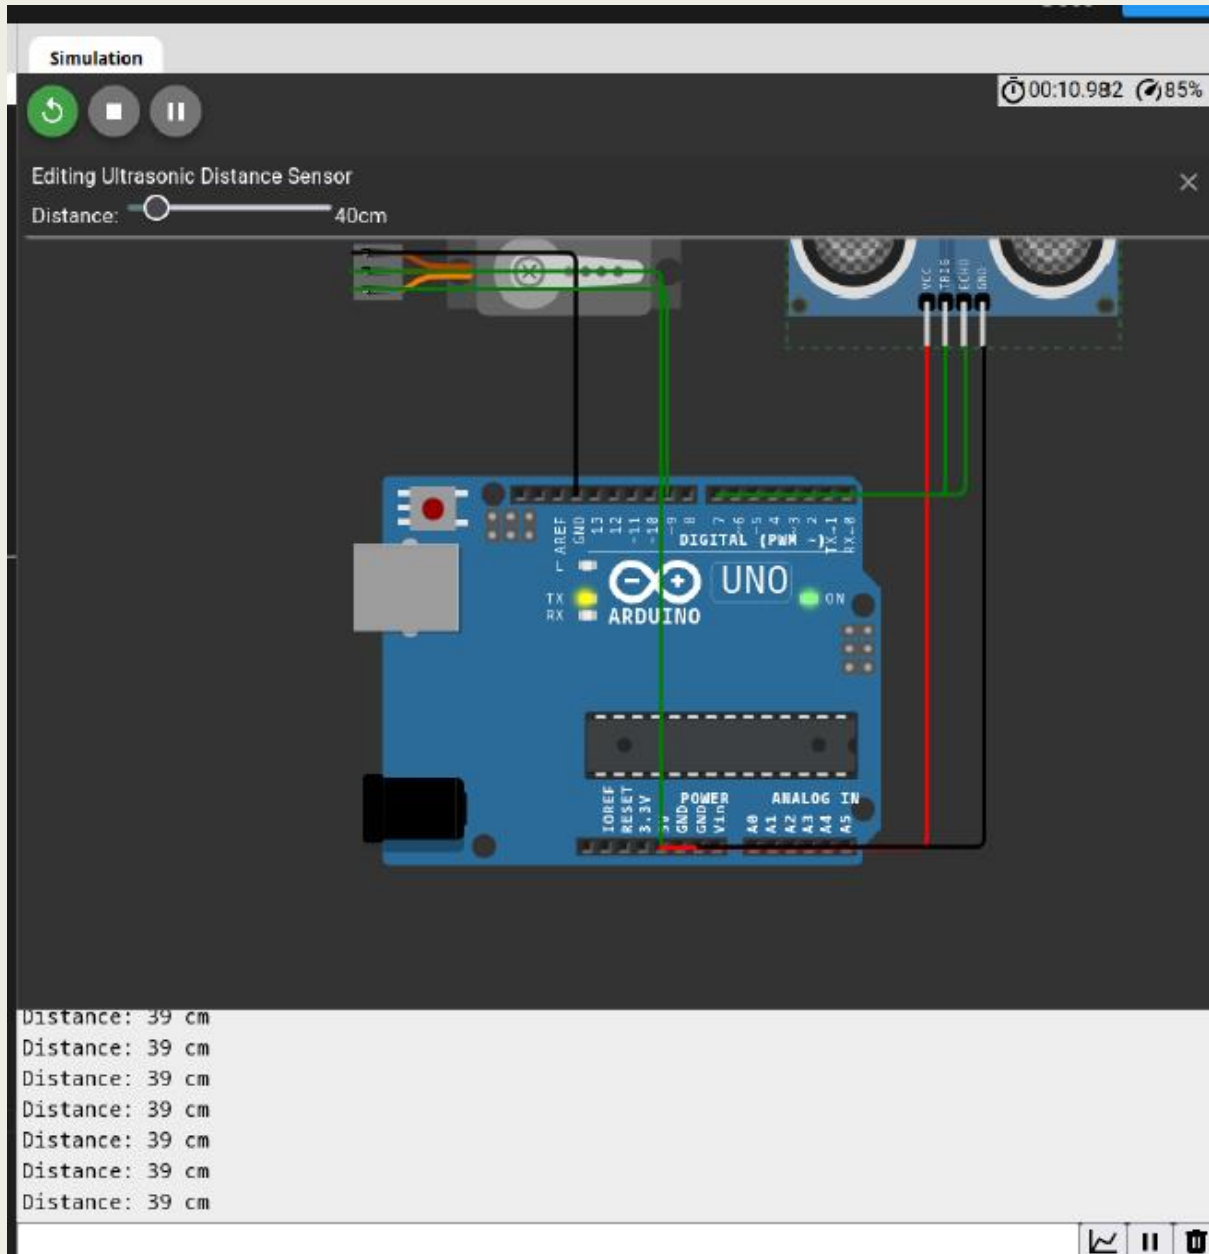 Simulation
00:10.982 85%
Editing Ultrasonic Distance Sensor
Distance: 40cm
VCC
TRIG
ECHO
GND
AREF
GND
13
12
~11
~10
~9
8
7
~6
~5
4
~3
2
TX→1
RX←0
DIGITAL (PWM ~)
UNO
TX
ON
RX
ARDUINO
IOREF
RESET
3.3V
5V
GND
GND
Vin
POWER
ANALOG IN
A0
A1
A2
A3
A4
A5
Distance: 39 cm
Distance: 39 cm
Distance: 39 cm
Distance: 39 cm
Distance: 39 cm
Distance: 39 cm
Distance: 39 cm